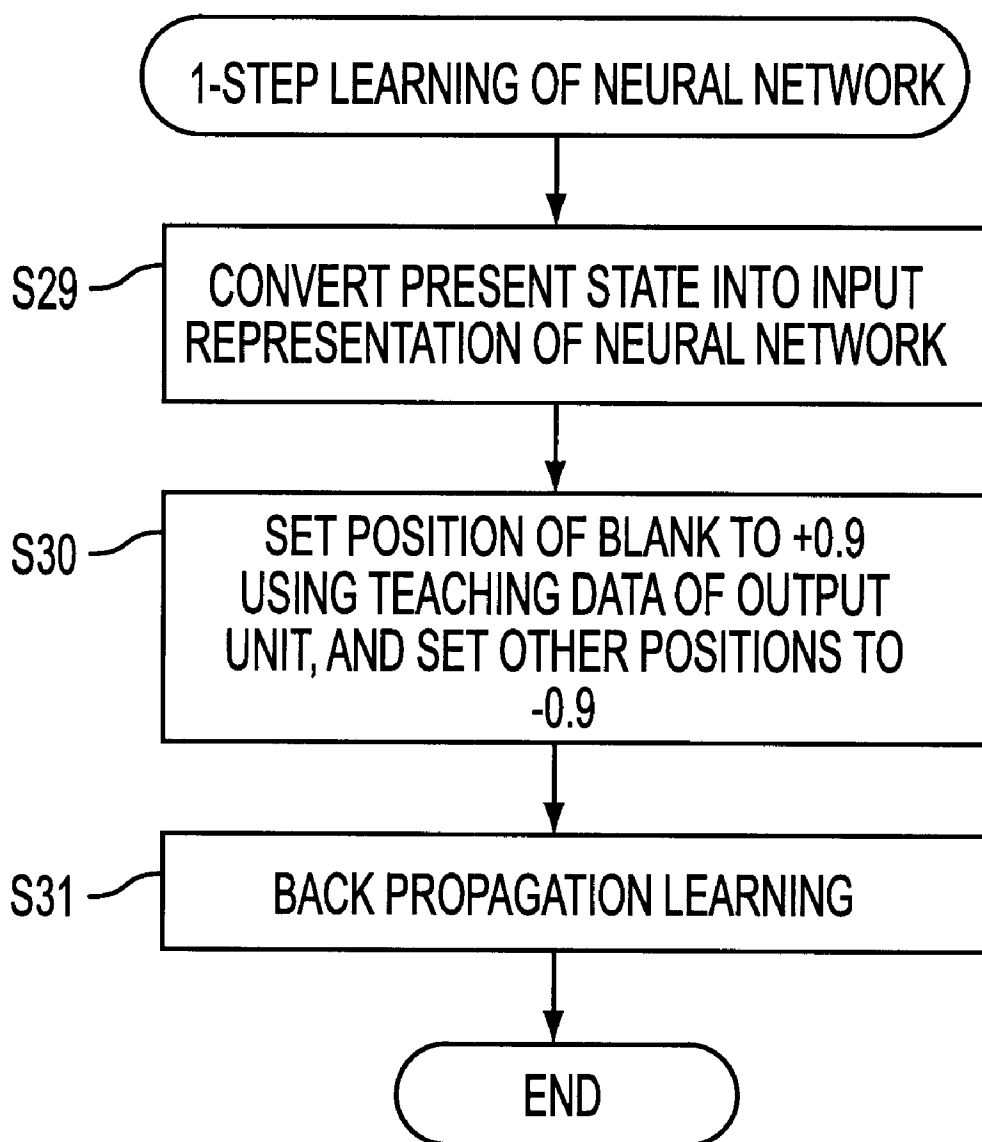 1-STEP LEARNING OF NEURAL NETWORK
S29
CONVERT PRESENT STATE INTO INPUT
REPRESENTATION OF NEURAL NETWORK
S30
SET POSITION OF BLANK TO +0.9
USING TEACHING DATA OF OUTPUT
UNIT, AND SET OTHER POSITIONS TO
-0.9
S31
BACK PROPAGATION LEARNING
END